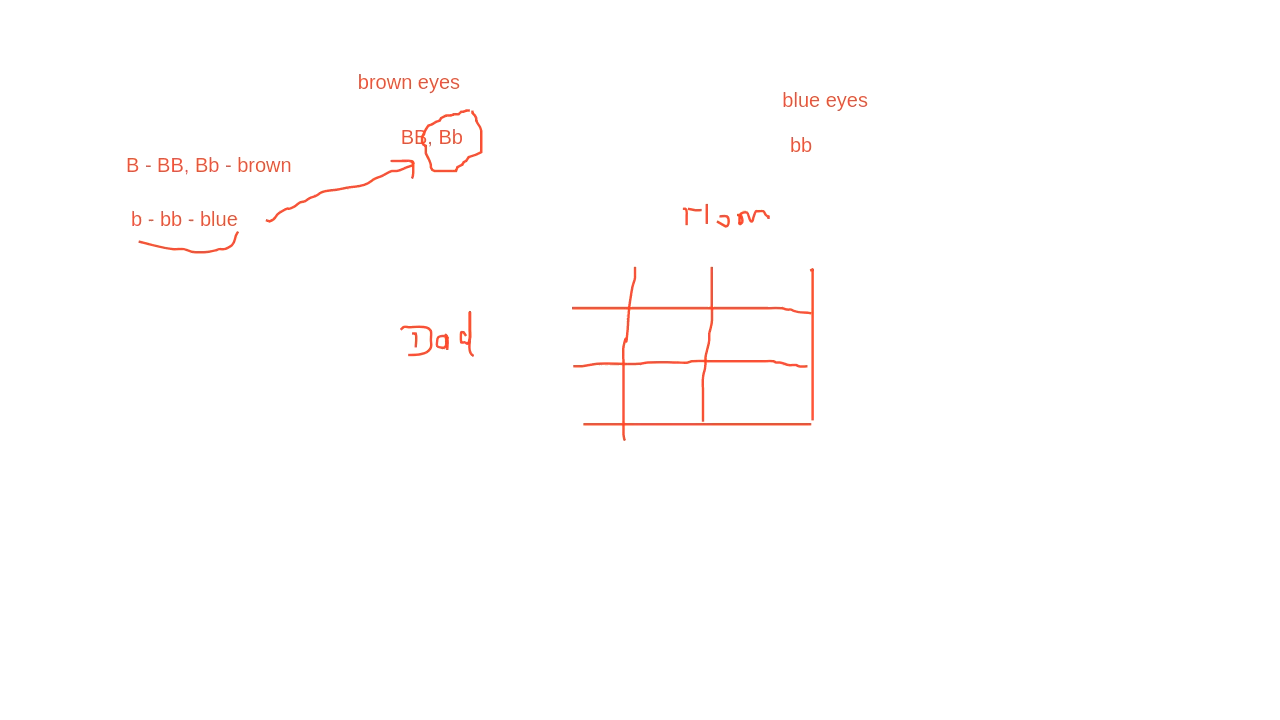 brown eyes
blue eyes
BB, Bb
bb
B - BB, Bb - brown
b - bb - blue
Mom
Dad